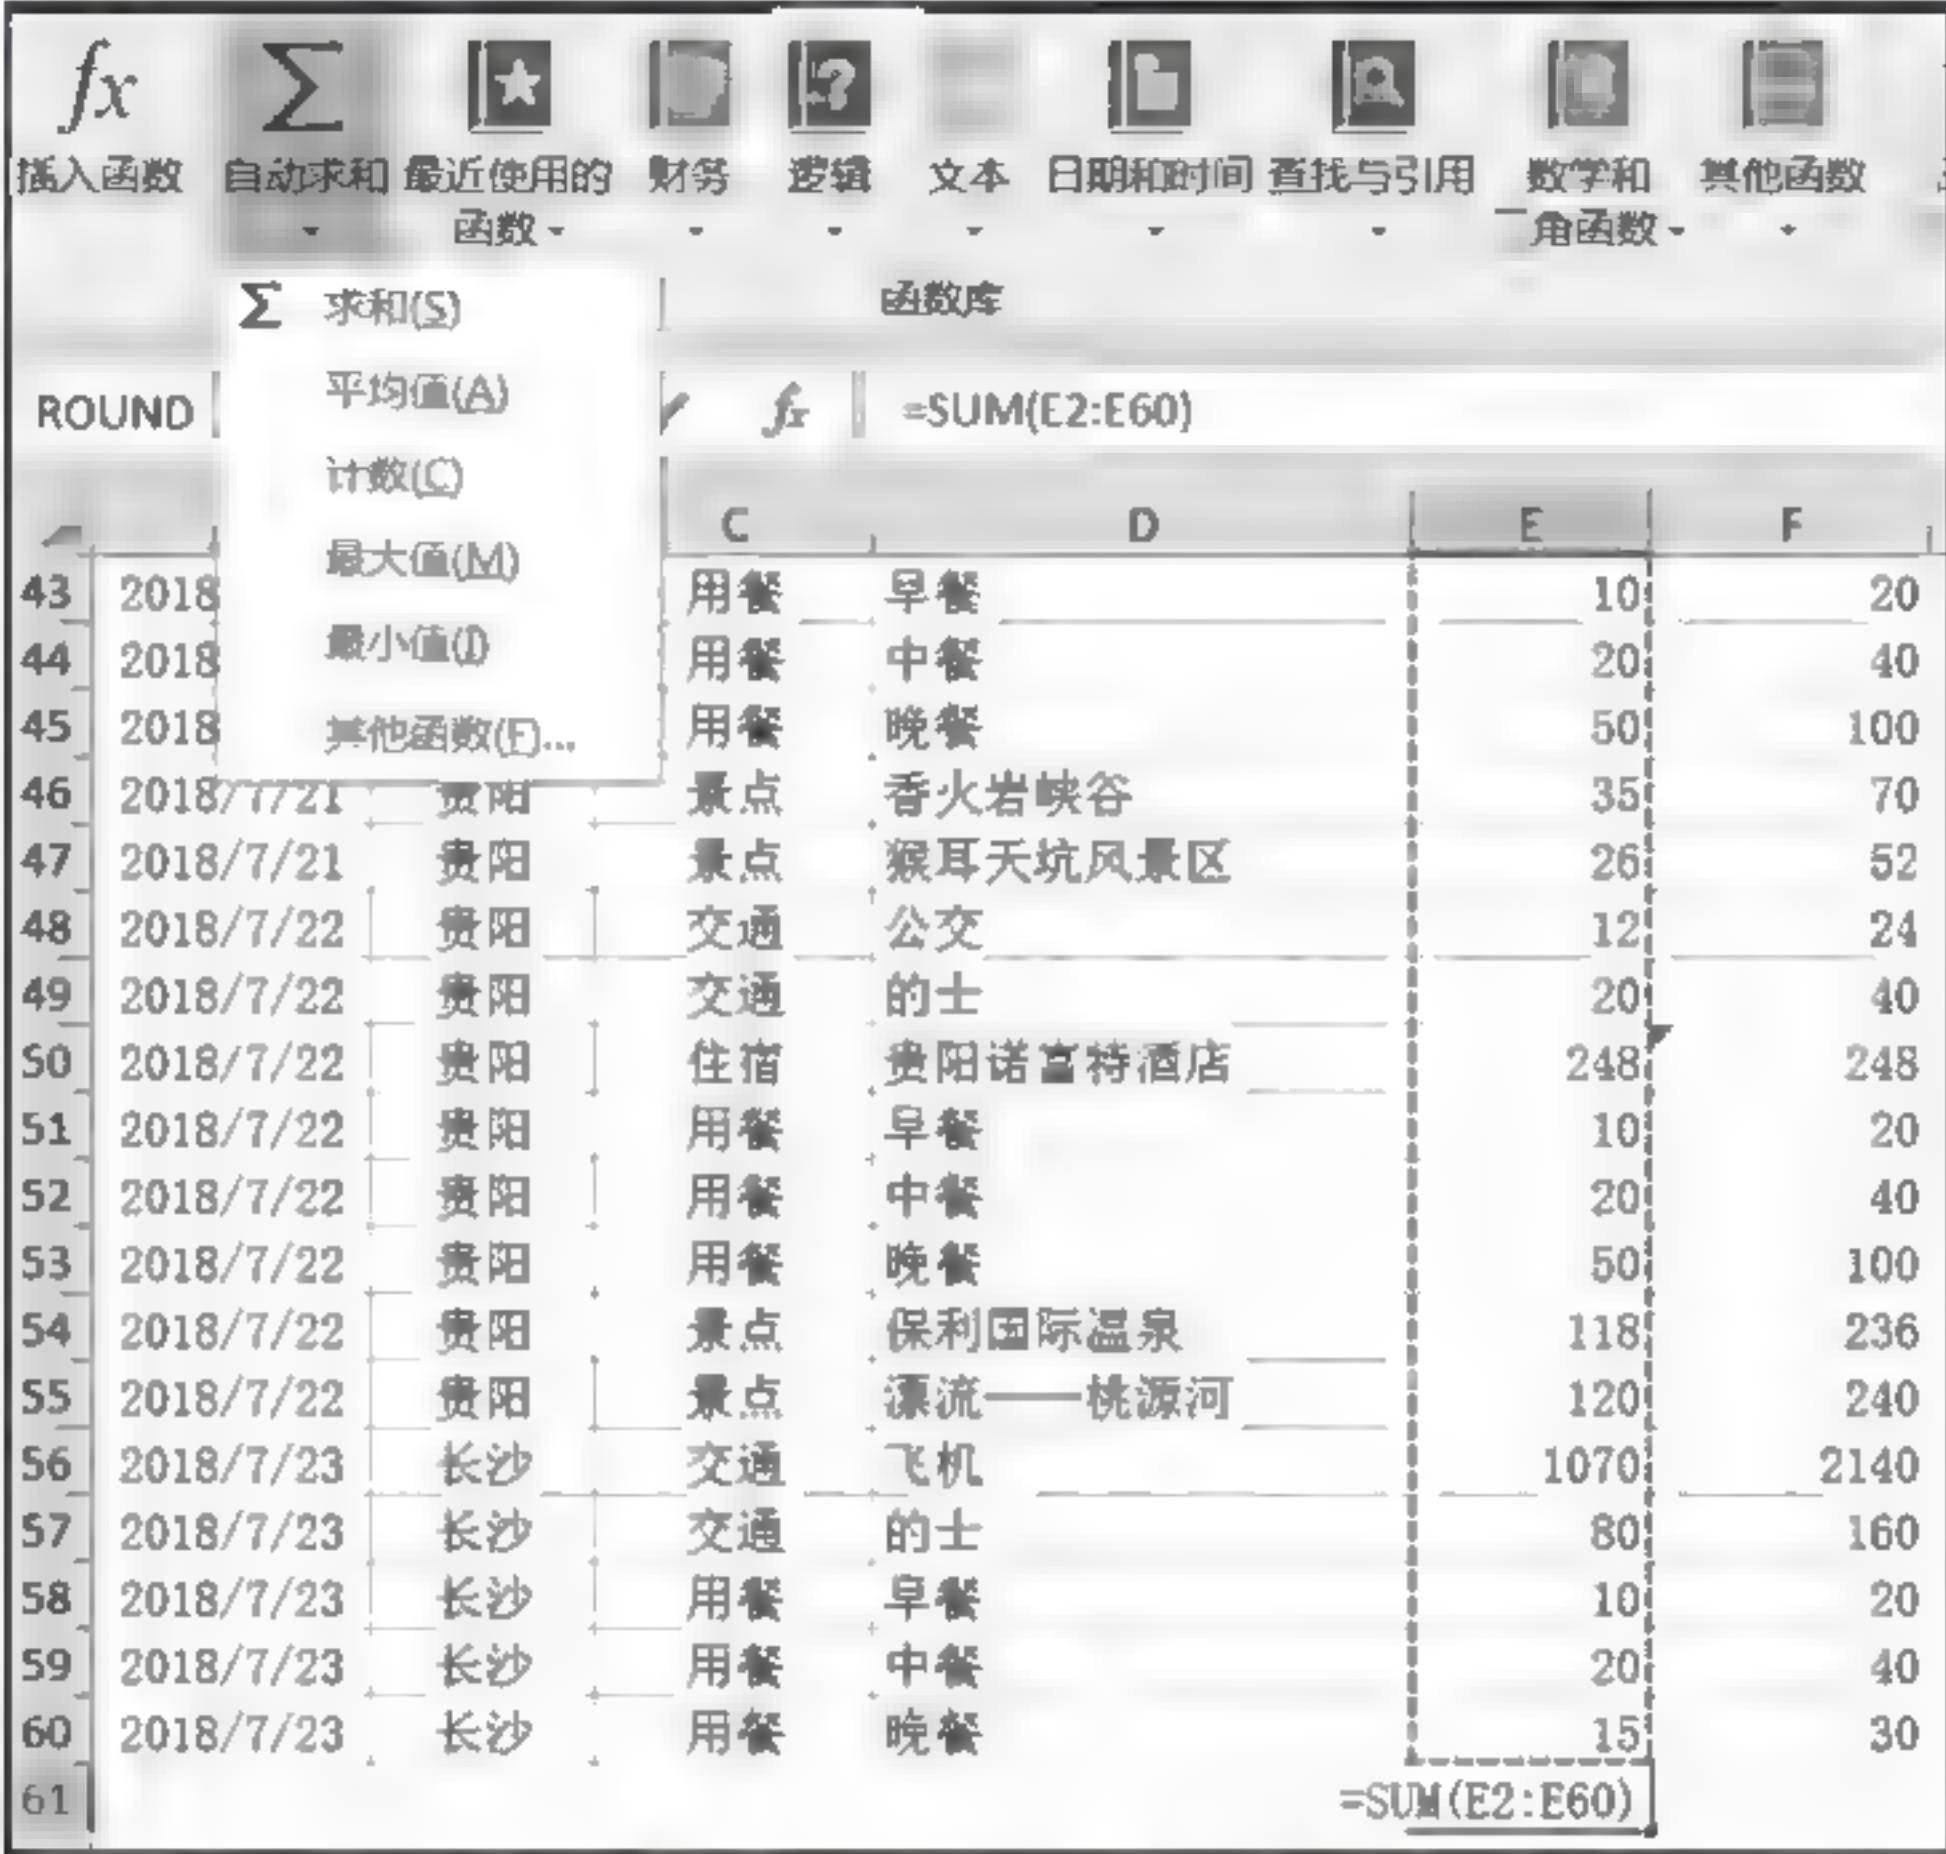 fx Σ
插入函数 自动求和 最近使用的 财务 逻辑 文本 日期和时间 查找与引用 数学和 其他函数
函数 三角函数
函数库
Σ 求和(S)
平均值(A)
计数(C)
最大值(M)
最小值(I)
其他函数(F)...
ROUND fx =SUM(E2:E60)
C D E F
43 2018 用餐 早餐 10 20
44 2018 用餐 中餐 20 40
45 2018 用餐 晚餐 50 100
46 2018/7/21 贵阳 景点 香火岩峡谷 35 70
47 2018/7/21 贵阳 景点 猴耳天坑风景区 26 52
48 2018/7/22 贵阳 交通 公交 12 24
49 2018/7/22 贵阳 交通 的士 20 40
50 2018/7/22 贵阳 住宿 贵阳诺富特酒店 248 248
51 2018/7/22 贵阳 用餐 早餐 10 20
52 2018/7/22 贵阳 用餐 中餐 20 40
53 2018/7/22 贵阳 用餐 晚餐 50 100
54 2018/7/22 贵阳 景点 保利国际温泉 118 236
55 2018/7/22 贵阳 景点 漂流——桃源河 120 240
56 2018/7/23 长沙 交通 飞机 1070 2140
57 2018/7/23 长沙 交通 的士 80 160
58 2018/7/23 长沙 用餐 早餐 10 20
59 2018/7/23 长沙 用餐 中餐 20 40
60 2018/7/23 长沙 用餐 晚餐 15 30
61 =SUM(E2:E60)